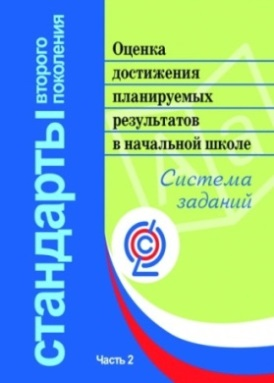 стандарты
второго
поколения
Оценка
достижения
планируемых
результатов
в начальной школе
Система
заданий
Часть 2